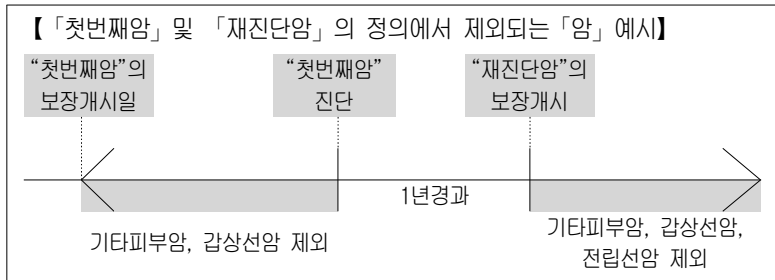 【「첫번째암」 및 「재진단암」의 정의에서 제외되는「암」예시】
“첫번째암”의
보장개시일
“첫번째암”
진단
“재진단암”의
보장개시
1년경과
기타피부암, 갑상선암 제외
기타피부암, 갑상선암,
전립선암 제외